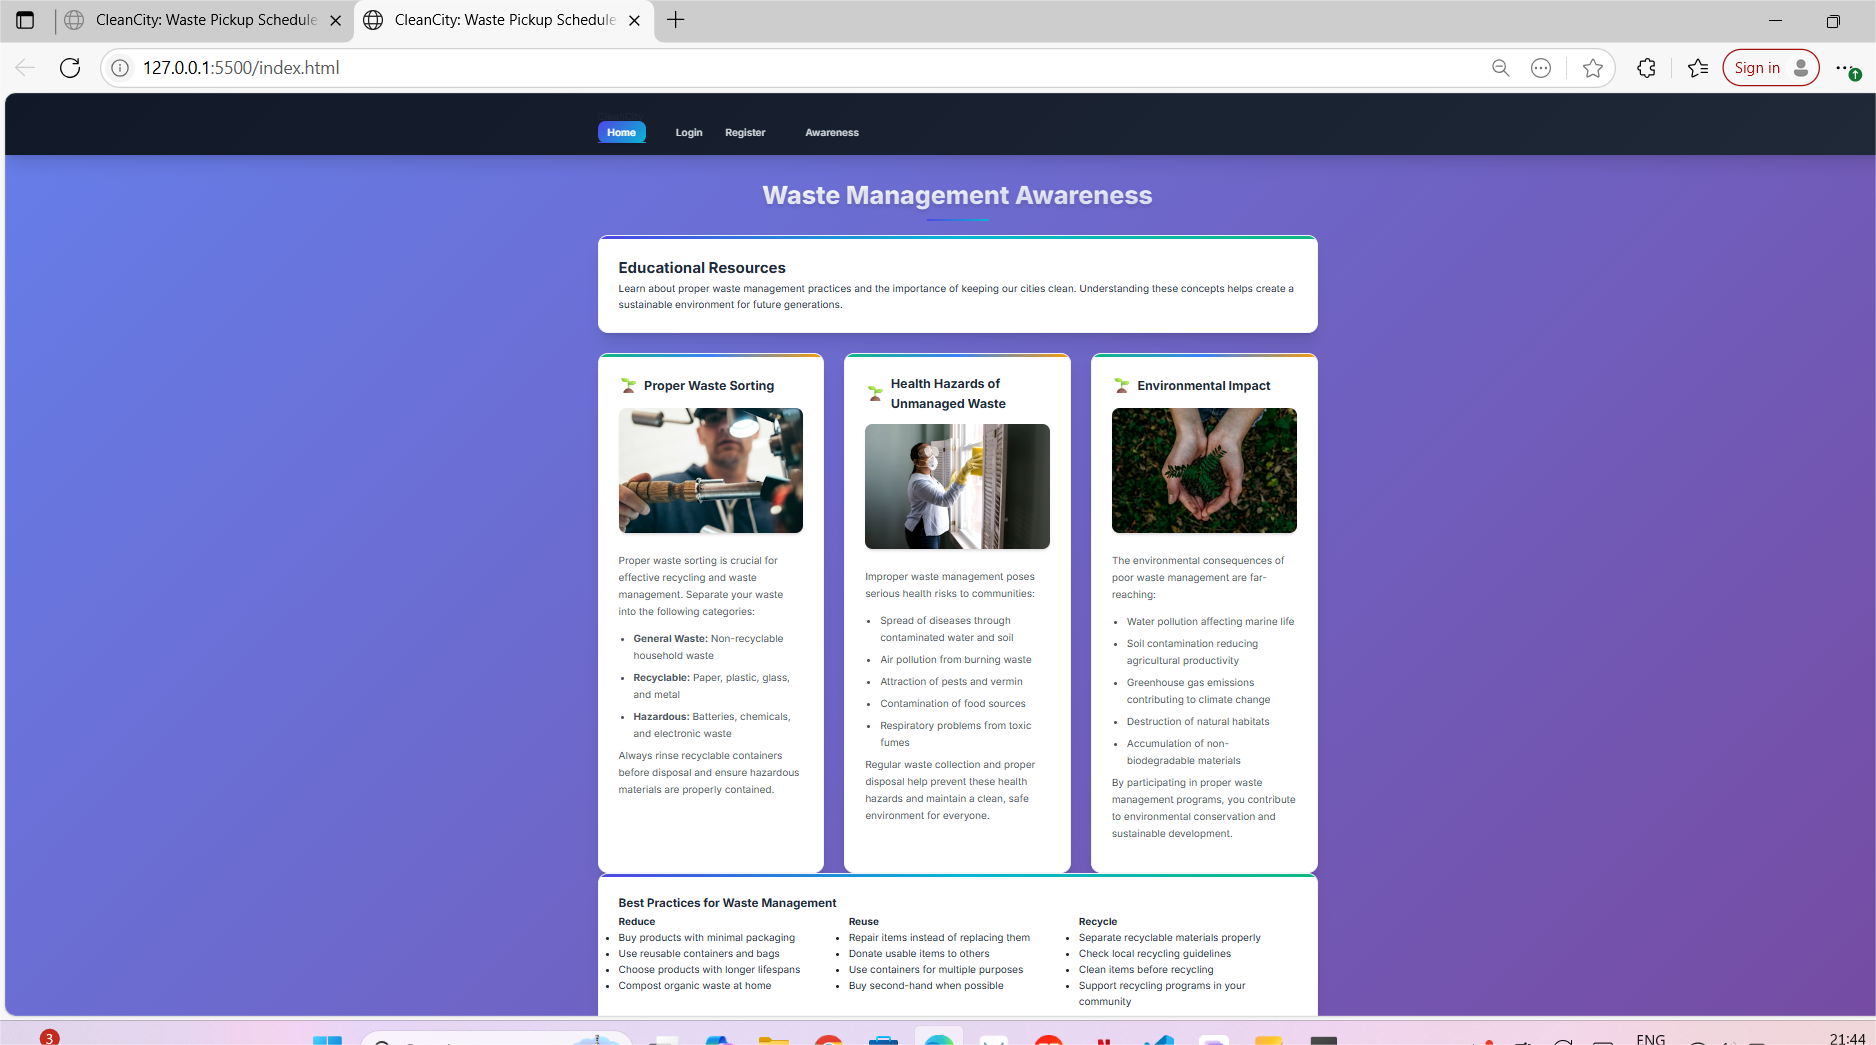 CleanCity: Waste Pickup Schedule
CleanCity: Waste Pickup Schedule
127.0.0.1:5500/index.html
Sign in
Home
Login
Register
Awareness
Waste Management Awareness
Educational Resources
Learn about proper waste management practices and the importance of keeping our cities clean. Understanding these concepts helps create a
sustainable environment for future generations.
Proper Waste Sorting
Proper waste sorting is crucial for
effective recycling and waste
management. Separate your waste
into the following categories:
• General Waste: Non-recyclable
household waste
• Recyclable: Paper, plastic, glass,
and metal
• Hazardous: Batteries, chemicals,
and electronic waste
Always rinse recyclable containers
before disposal and ensure hazardous
materials are properly contained.
Health Hazards of
Unmanaged Waste
Improper waste management poses
serious health risks to communities:
• Spread of diseases through
contaminated water and soil
• Air pollution from burning waste
• Attraction of pests and vermin
• Contamination of food sources
• Respiratory problems from toxic
fumes
Regular waste collection and proper
disposal help prevent these health
hazards and maintain a clean, safe
environment for everyone.
Environmental Impact
The environmental consequences of
poor waste management are far-
reaching:
• Water pollution affecting marine life
• Soil contamination reducing
agricultural productivity
• Greenhouse gas emissions
contributing to climate change
• Destruction of natural habitats
• Accumulation of non-
biodegradable materials
By participating in proper waste
management programs, you contribute
to environmental conservation and
sustainable development.
Best Practices for Waste Management
Reduce
• Buy products with minimal packaging
• Use reusable containers and bags
• Choose products with longer lifespans
• Compost organic waste at home
Reuse
• Repair items instead of replacing them
• Donate usable items to others
• Use containers for multiple purposes
• Buy second-hand when possible
Recycle
• Separate recyclable materials properly
• Check local recycling guidelines
• Clean items before recycling
• Support recycling programs in your
community
3
ENG
21:44